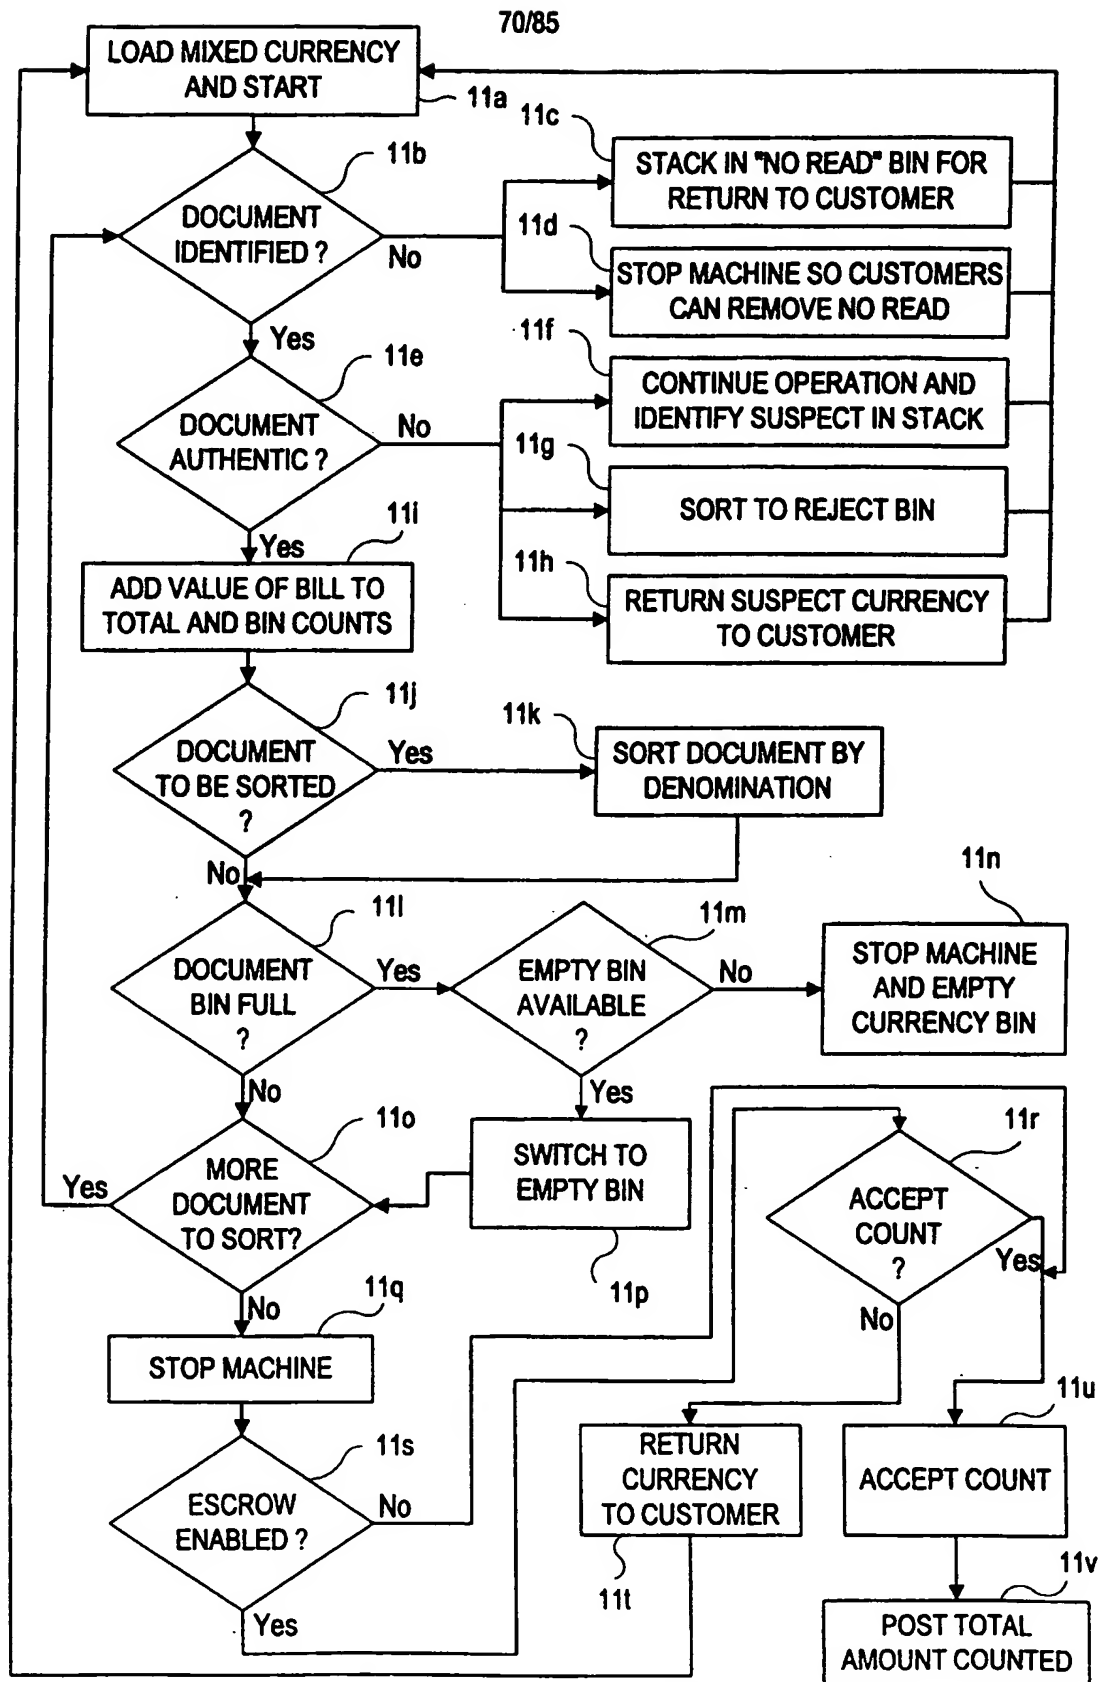 70/85
LOAD MIXED CURRENCY
AND START
11a
11b
DOCUMENT
IDENTIFIED ?
No
Yes
11c
STACK IN "NO READ" BIN FOR
RETURN TO CUSTOMER
11d
STOP MACHINE SO CUSTOMERS
CAN REMOVE NO READ
11e
DOCUMENT
AUTHENTIC ?
No
Yes
11f
CONTINUE OPERATION AND
IDENTIFY SUSPECT IN STACK
11g
SORT TO REJECT BIN
11h
RETURN SUSPECT CURRENCY
TO CUSTOMER
11i
ADD VALUE OF BILL TO
TOTAL AND BIN COUNTS
11j
DOCUMENT
TO BE SORTED
?
Yes
No
11k
SORT DOCUMENT BY
DENOMINATION
11l
DOCUMENT
BIN FULL
?
Yes
No
11m
EMPTY BIN
AVAILABLE
?
No
Yes
11n
STOP MACHINE
AND EMPTY
CURRENCY BIN
11o
MORE
DOCUMENT
TO SORT?
Yes
No
SWITCH TO
EMPTY BIN
11p
11r
ACCEPT
COUNT
?
Yes
No
11q
STOP MACHINE
11s
ESCROW
ENABLED ?
No
Yes
RETURN
CURRENCY
TO CUSTOMER
11t
11u
ACCEPT COUNT
11v
POST TOTAL
AMOUNT COUNTED